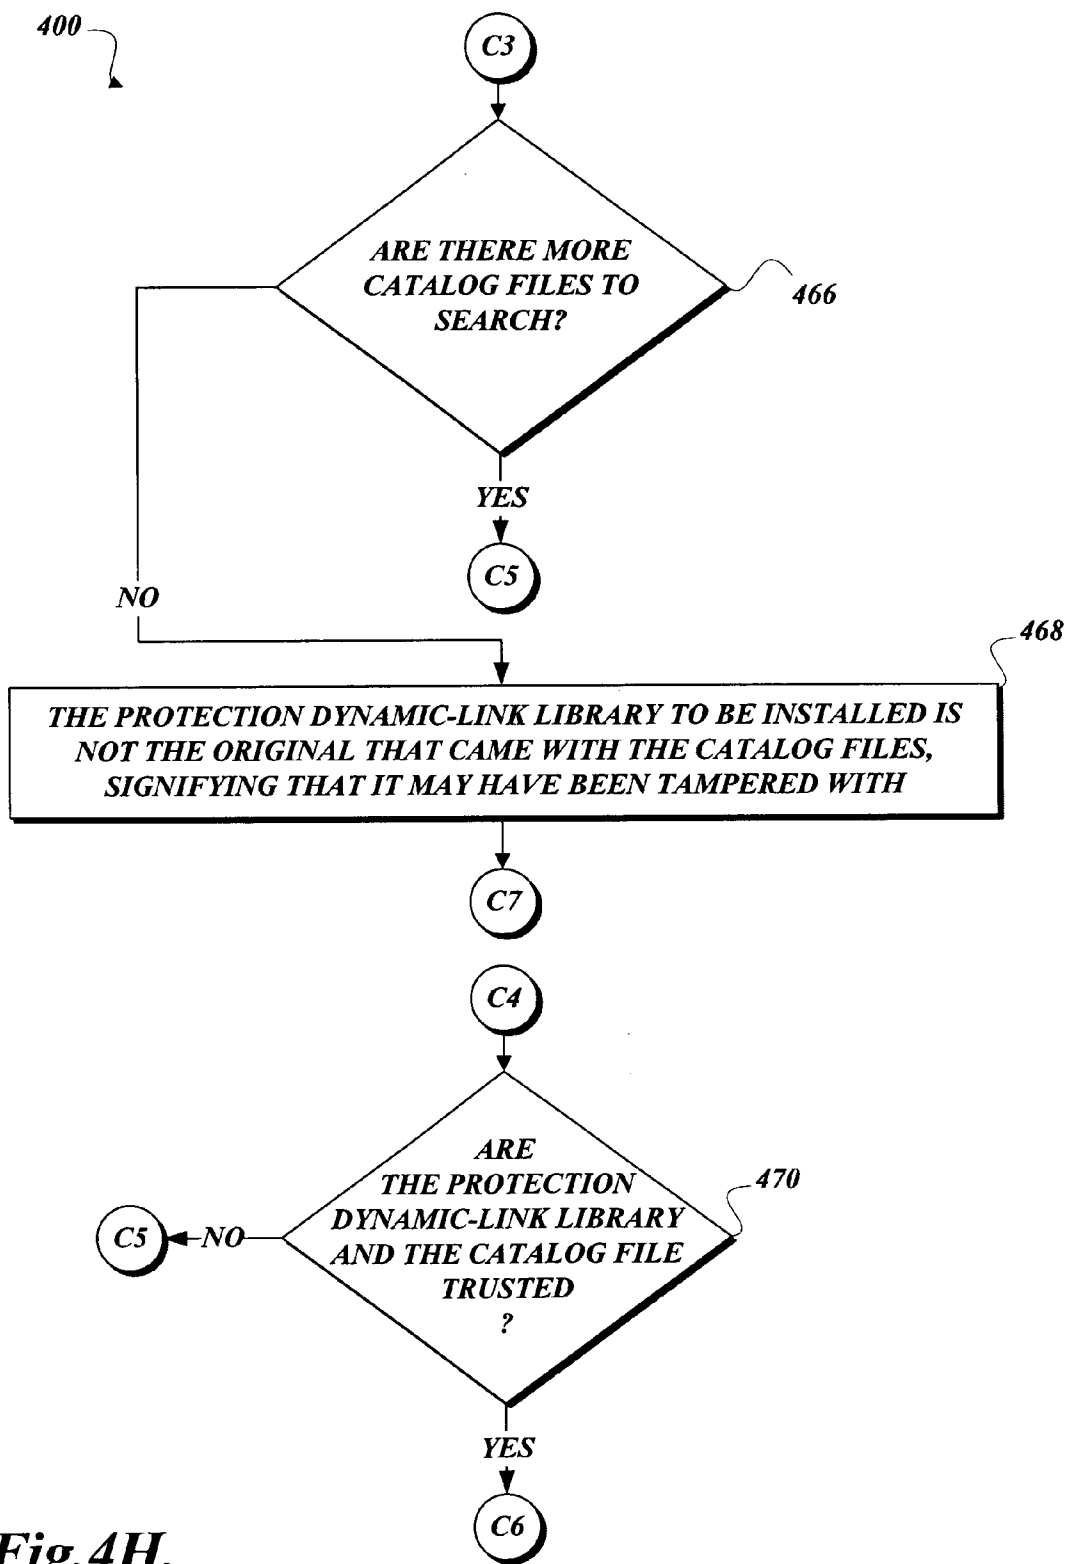 400
C3
ARE THERE MORE
CATALOG FILES TO
SEARCH?
466
YES
C5
NO
468
THE PROTECTION DYNAMIC-LINK LIBRARY TO BE INSTALLED IS
NOT THE ORIGINAL THAT CAME WITH THE CATALOG FILES,
SIGNIFYING THAT IT MAY HAVE BEEN TAMPERED WITH
C7
C4
ARE
THE PROTECTION
DYNAMIC-LINK LIBRARY
AND THE CATALOG FILE
TRUSTED
?
470
C5
NO
YES
C6
Fig.4H.